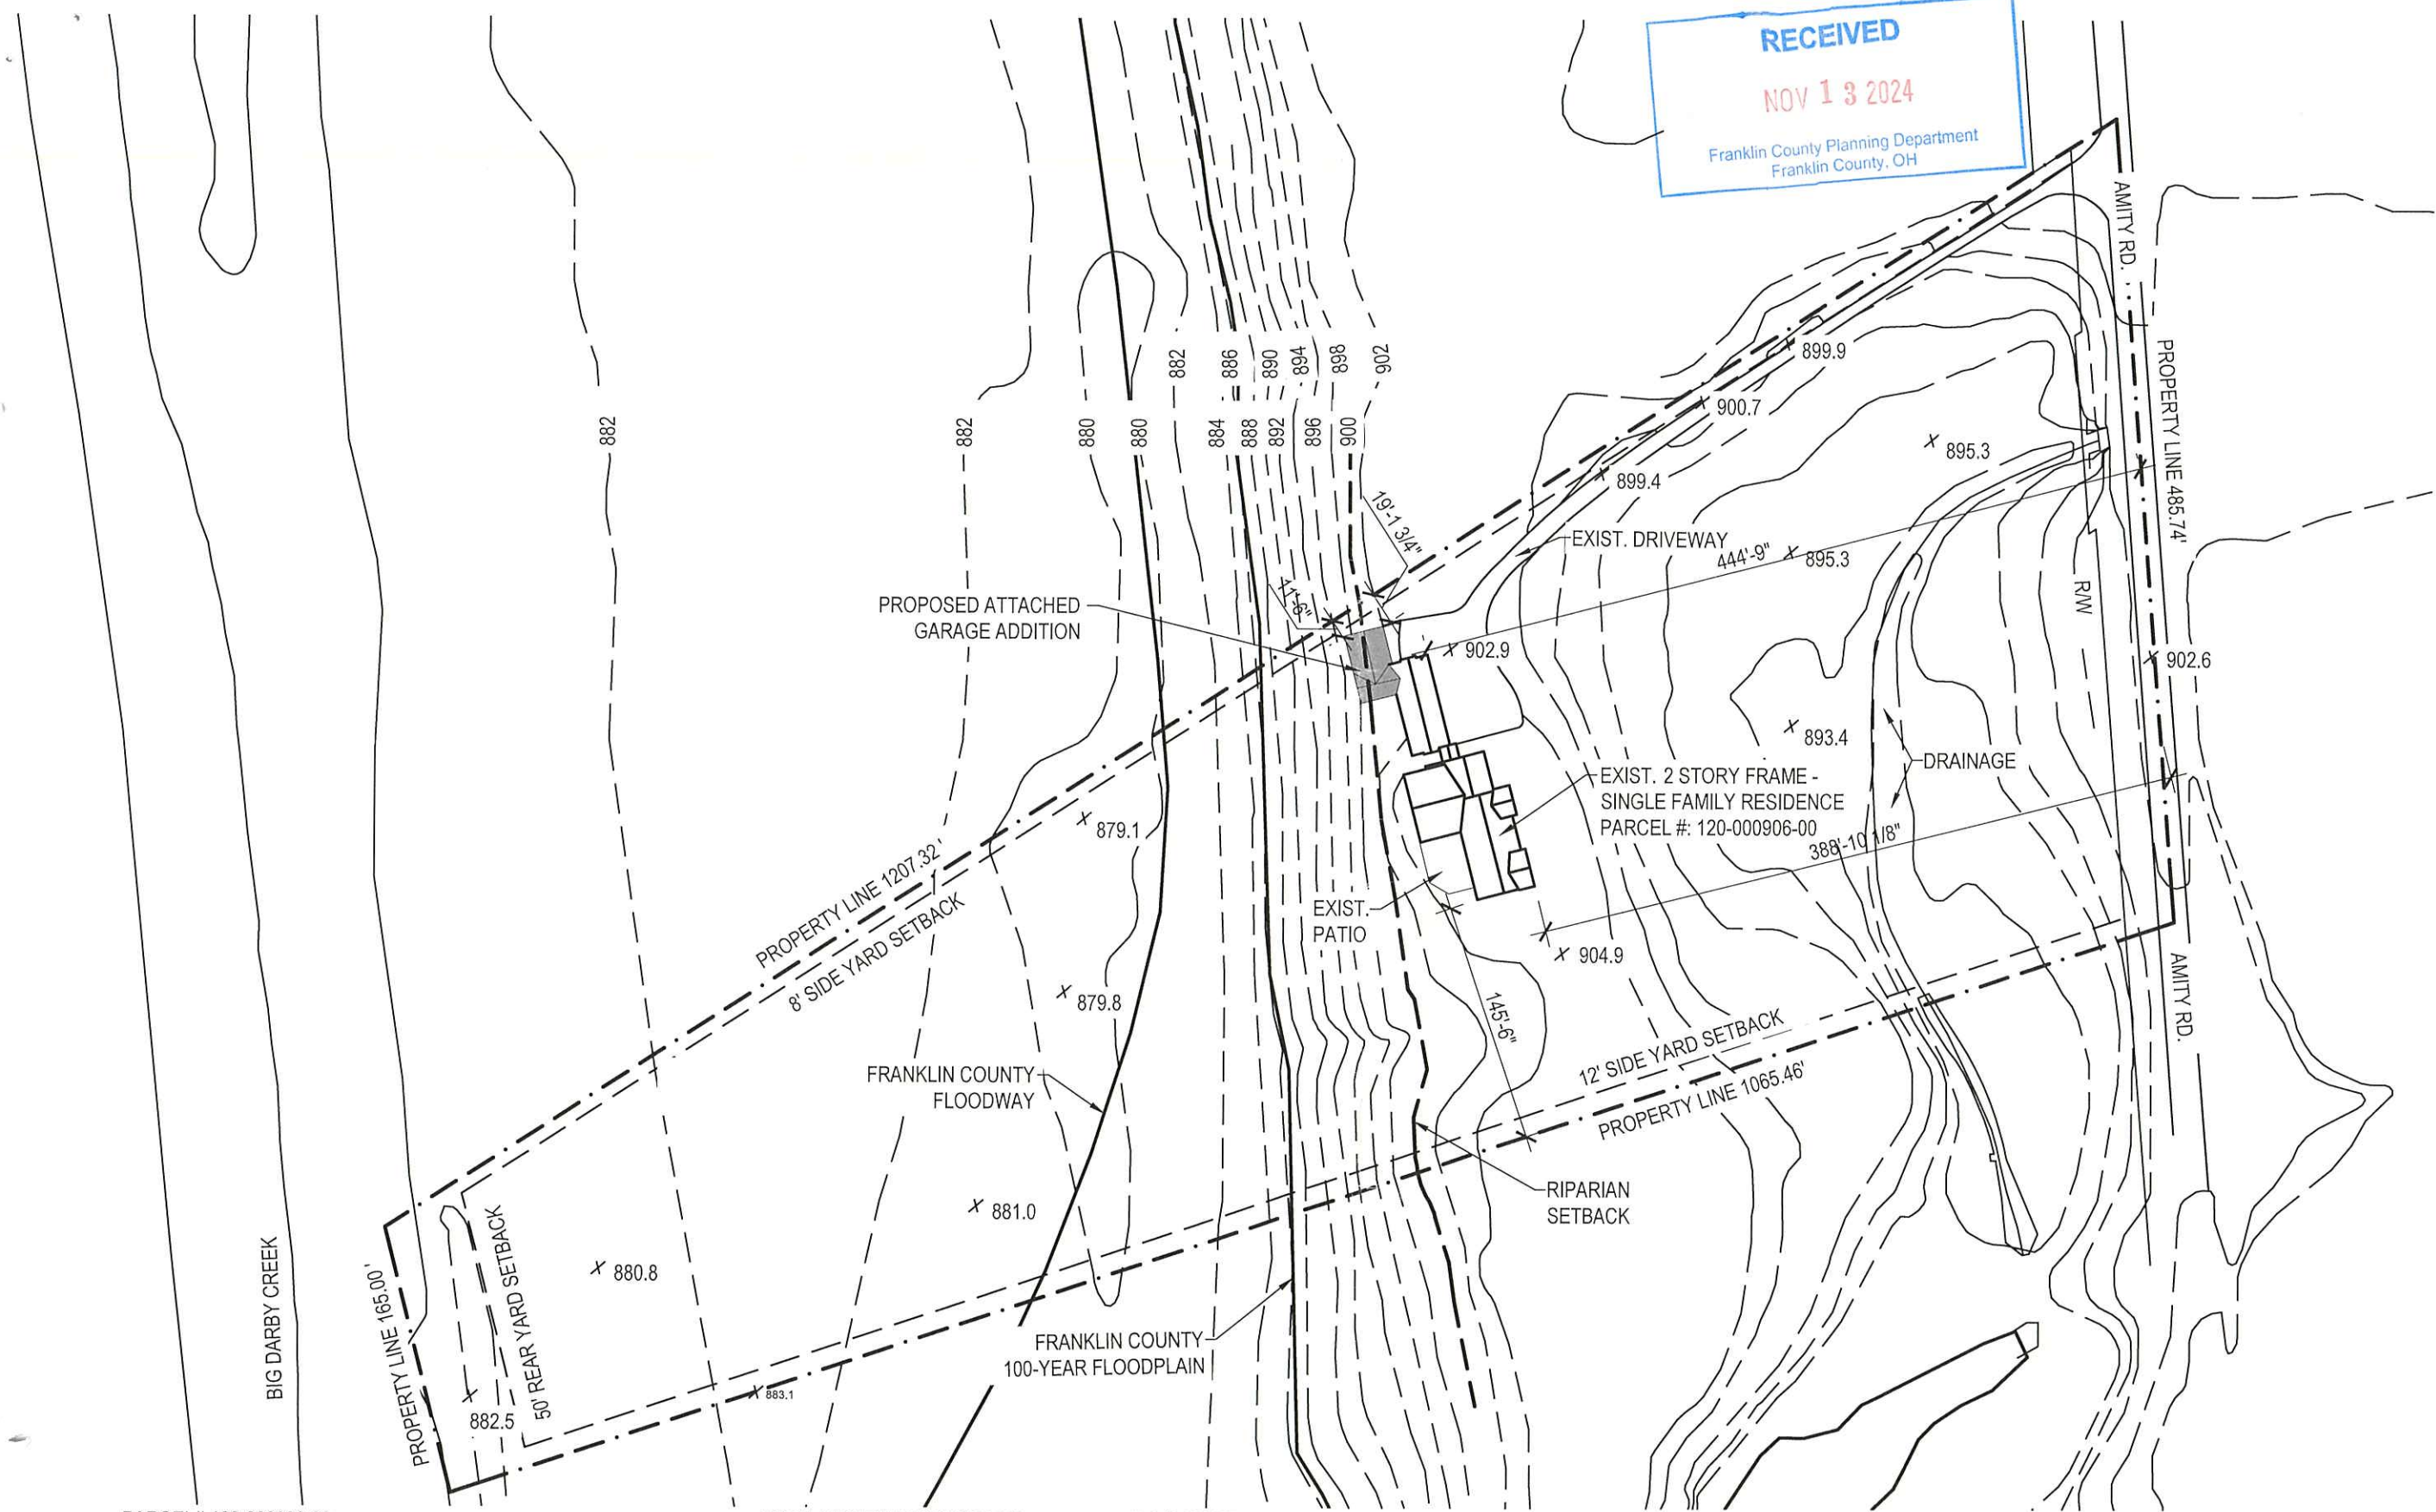 RECEIVED
NOV 13 2024
Franklin County Planning Department
Franklin County, OH
AMITY RD.
PROPERTY LINE 485.74'
899.9
900.7
895.3
899.4
882
886
890
894
898
902
882
882
880
880
884
888
892
896
900
19'-1 3/4"
EXIST. DRIVEWAY
444'-9"
895.3
R/W
11'-6"
PROPOSED ATTACHED
GARAGE ADDITION
902.9
902.6
893.4
DRAINAGE
EXIST. 2 STORY FRAME -
SINGLE FAMILY RESIDENCE
PARCEL #: 120-000906-00
388'-10 1/8"
879.1
PROPERTY LINE 1207.32'
8' SIDE YARD SETBACK
EXIST.
PATIO
904.9
AMITY RD.
879.8
145'-6"
12' SIDE YARD SETBACK
PROPERTY LINE 1065.46'
FRANKLIN COUNTY
FLOODWAY
RIPARIAN
SETBACK
881.0
880.8
BIG DARBY CREEK
PROPERTY LINE 165.00'
50' REAR YARD SETBACK
FRANKLIN COUNTY
100-YEAR FLOODPLAIN
883.1
882.5